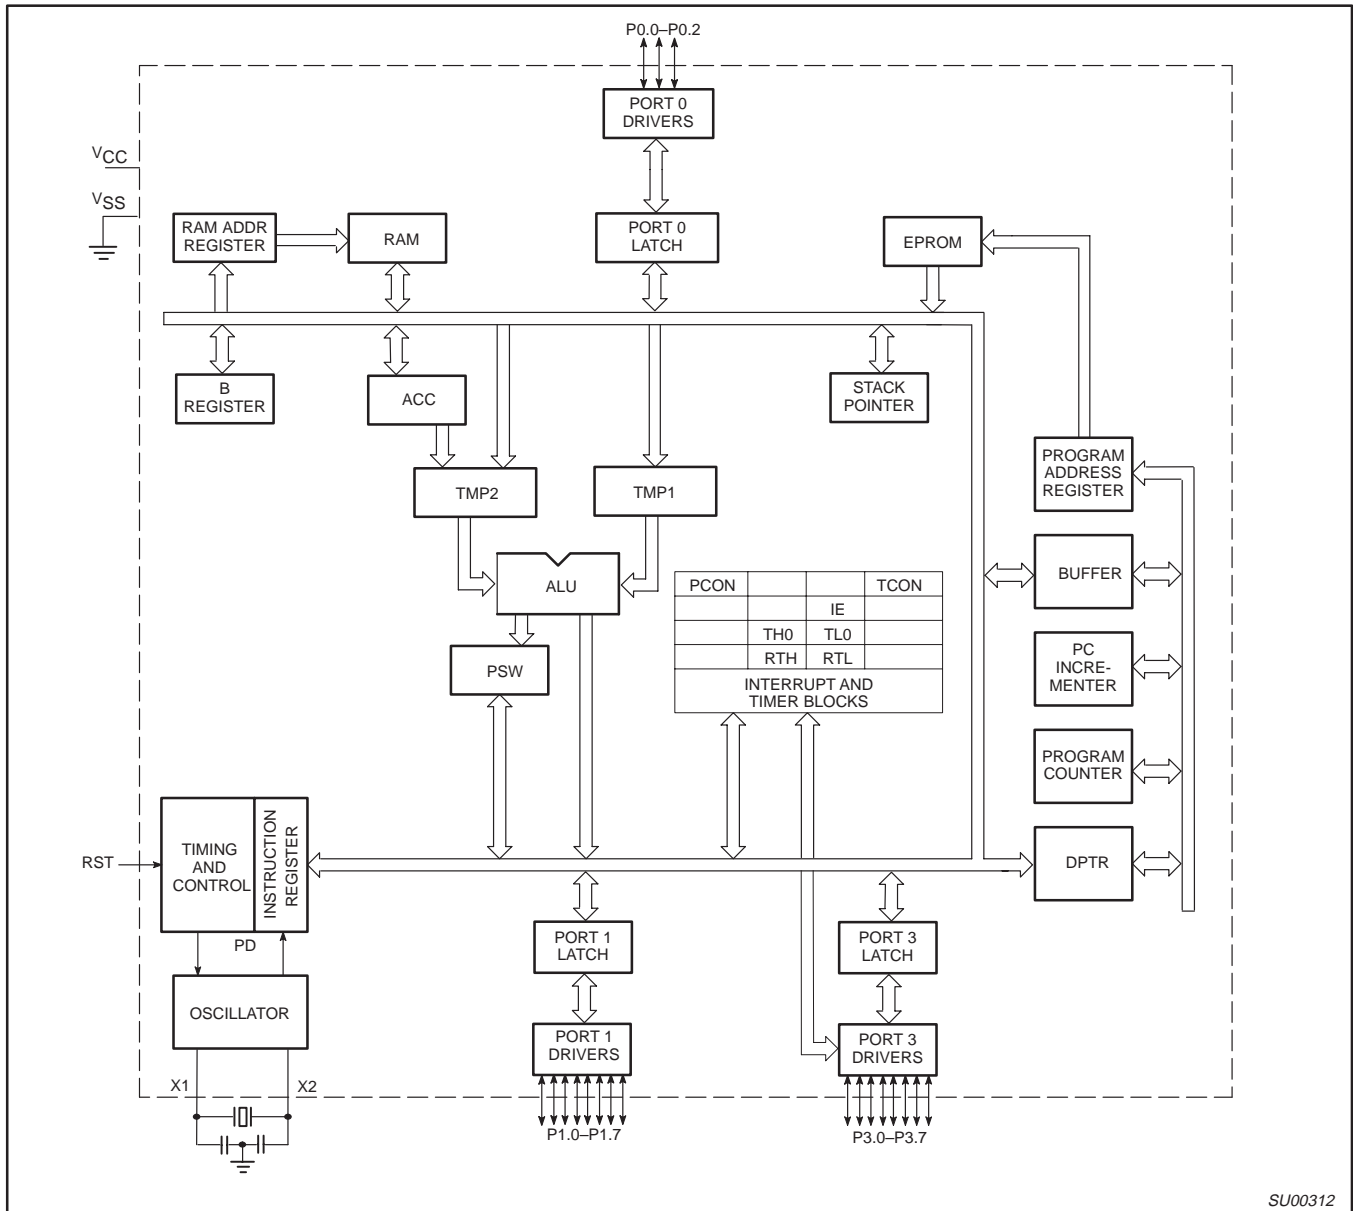 P0.0–P0.2
PORT 0
DRIVERS
VCC
VSS
RAM ADDR
REGISTER
RAM
PORT 0
LATCH
EPROM
B
REGISTER
ACC
STACK
POINTER
PROGRAM
ADDRESS
REGISTER
TMP2
TMP1
ALU
BUFFER
PCON
TCON
IE
TH0
TL0
RTH
RTL
INTERRUPT AND
TIMER BLOCKS
PSW
PC
INCRE-
MENTER
PROGRAM
COUNTER
RST
TIMING
AND
CONTROL
INSTRUCTION
REGISTER
DPTR
PD
PORT 1
LATCH
PORT 3
LATCH
OSCILLATOR
PORT 1
DRIVERS
PORT 3
DRIVERS
X1
X2
P1.0–P1.7
P3.0–P3.7
SU00312